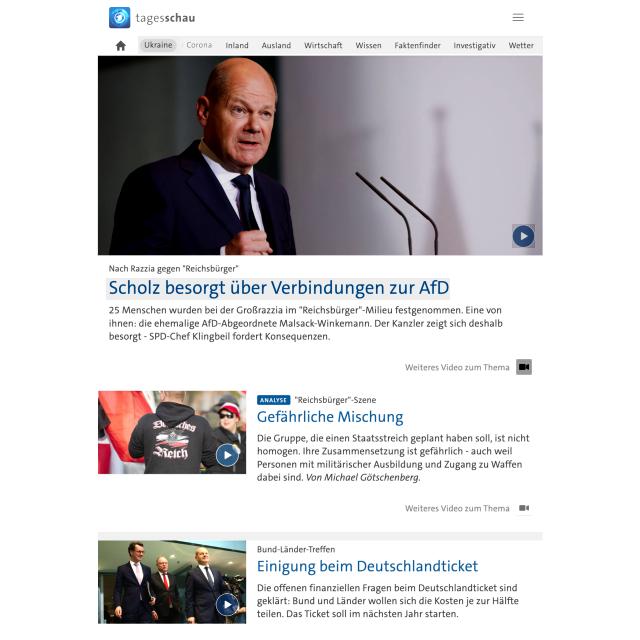 tagesschau
Ukraine Corona Inland Ausland Wirtschaft Wissen Faktenfinder Investigativ Wetter
Nach Razzia gegen "Reichsbürger"
Scholz besorgt über Verbindungen zur AfD
25 Menschen wurden bei der Großrazzia im "Reichsbürger"-Milieu festgenommen. Eine von
ihnen: die ehemalige AfD-Abgeordnete Malsack-Winkemann. Der Kanzler zeigt sich deshalb
besorgt - SPD-Chef Klingbeil fordert Konsequenzen.
Weiteres Video zum Thema
Deutsches
Reich
ANALYSE "Reichsbürger"-Szene
Gefährliche Mischung
Die Gruppe, die einen Staatsstreich geplant haben soll, ist nicht
homogen. Ihre Zusammensetzung ist gefährlich - auch weil
Personen mit militärischer Ausbildung und Zugang zu Waffen
dabei sind. Von Michael Götschenberg.
Weiteres Video zum Thema
Bund-Länder-Treffen
Einigung beim Deutschlandticket
Die offenen finanziellen Fragen beim Deutschlandticket sind
geklärt: Bund und Länder wollen sich die Kosten je zur Hälfte
teilen. Das Ticket soll im nächsten Jahr starten.